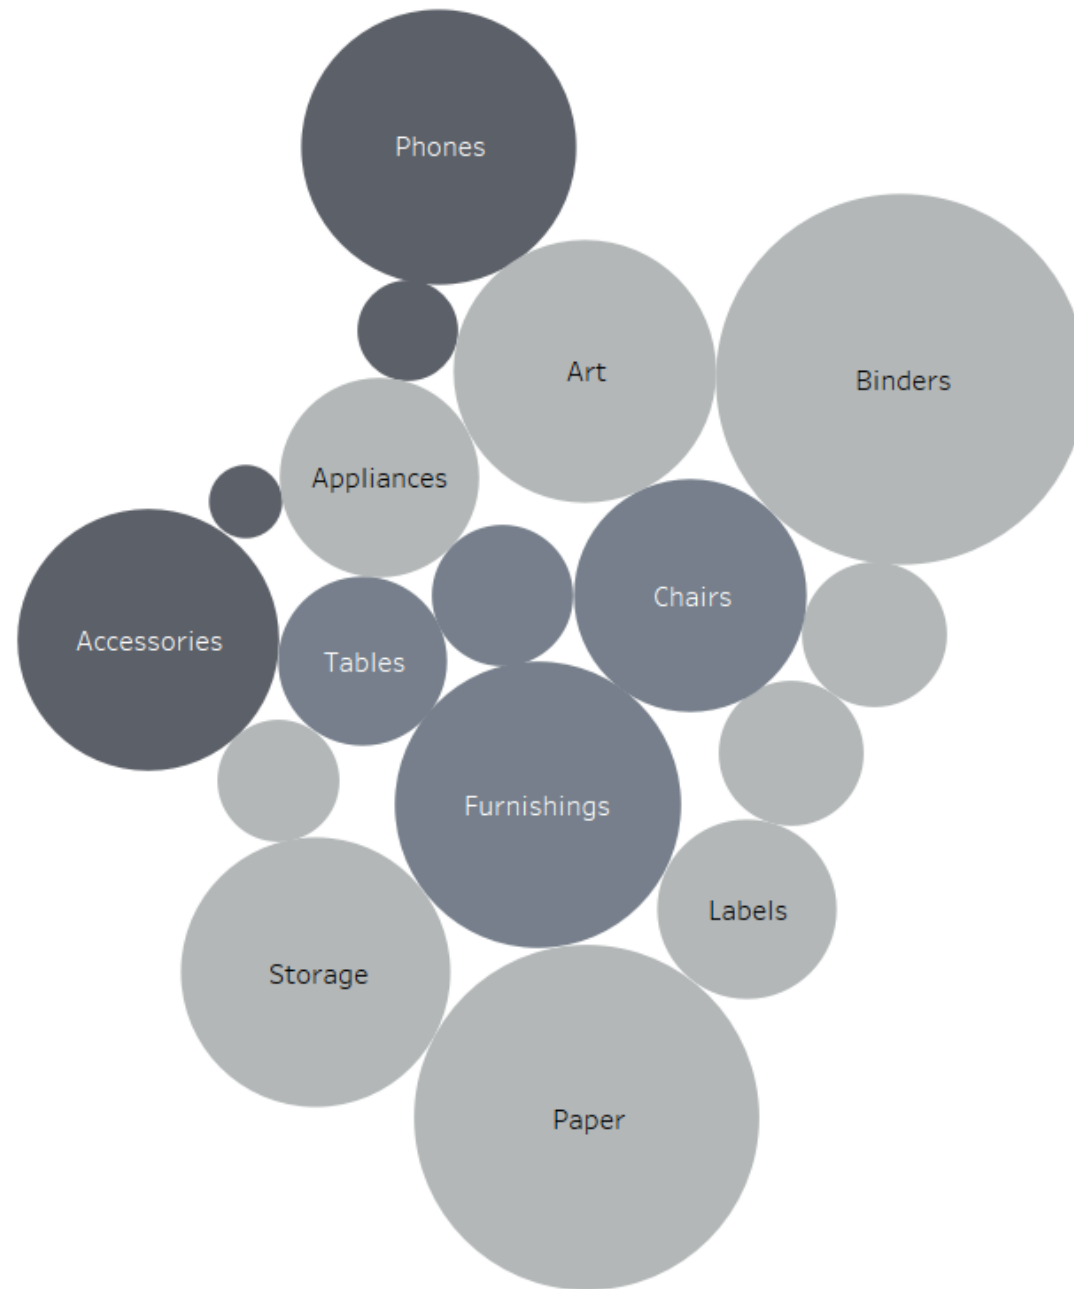 Phones
Art
Binders
Appliances
Chairs
Accessories
Tables
Furnishings
Labels
Storage
Paper